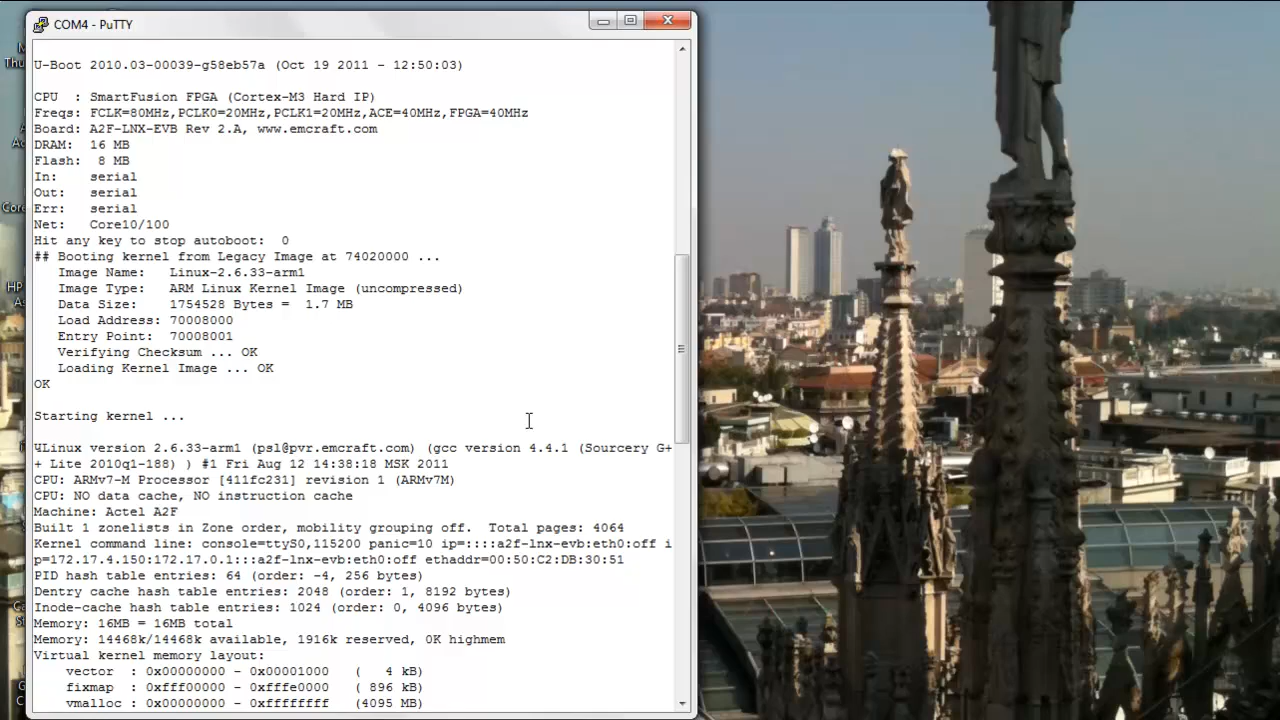 COM4 - PuTTY
U-Boot 2010.03-00039-g58eb57a (Oct 19 2011 - 12:50:03)
CPU  : SmartFusion FPGA (Cortex-M3 Hard IP)
Freqs: FCLK=80MHz,PCLK0=20MHz,PCLK1=20MHz,ACE=40MHz,FPGA=40MHz
Board: A2F-LNX-EVB Rev 2.A, www.emcraft.com
DRAM:  16 MB
Flash:  8 MB
In:    serial
Out:   serial
Err:   serial
Net:   Core10/100
Hit any key to stop autoboot:  0
## Booting kernel from Legacy Image at 74020000 ...
   Image Name:   Linux-2.6.33-arm1
   Image Type:   ARM Linux Kernel Image (uncompressed)
   Data Size:    1754528 Bytes =  1.7 MB
   Load Address: 70008000
   Entry Point:  70008001
   Verifying Checksum ... OK
   Loading Kernel Image ... OK
OK
Starting kernel ...
Linux version 2.6.33-arm1 (psl@pvr.emcraft.com) (gcc version 4.4.1 (Sourcery G+
+ Lite 2010q1-188) ) #1 Fri Aug 12 14:38:18 MSK 2011
CPU: ARMv7-M Processor [411fc231] revision 1 (ARMv7M)
CPU: NO data cache, NO instruction cache
Machine: Actel A2F
Built 1 zonelists in Zone order, mobility grouping off.  Total pages: 4064
Kernel command line: console=ttyS0,115200 panic=10 ip=::::a2f-lnx-evb:eth0:off i
p=172.17.4.150:172.17.0.1:::a2f-lnx-evb:eth0:off ethaddr=00:50:C2:DB:30:51
PID hash table entries: 64 (order: -4, 256 bytes)
Dentry cache hash table entries: 2048 (order: 1, 8192 bytes)
Inode-cache hash table entries: 1024 (order: 0, 4096 bytes)
Memory: 16MB = 16MB total
Memory: 14468k/14468k available, 1916k reserved, 0K highmem
Virtual kernel memory layout:
    vector  : 0x00000000 - 0x00001000   (   4 kB)
    fixmap  : 0xfff00000 - 0xfffe0000   ( 896 kB)
    vmalloc : 0x00000000 - 0xffffffff   (4095 MB)